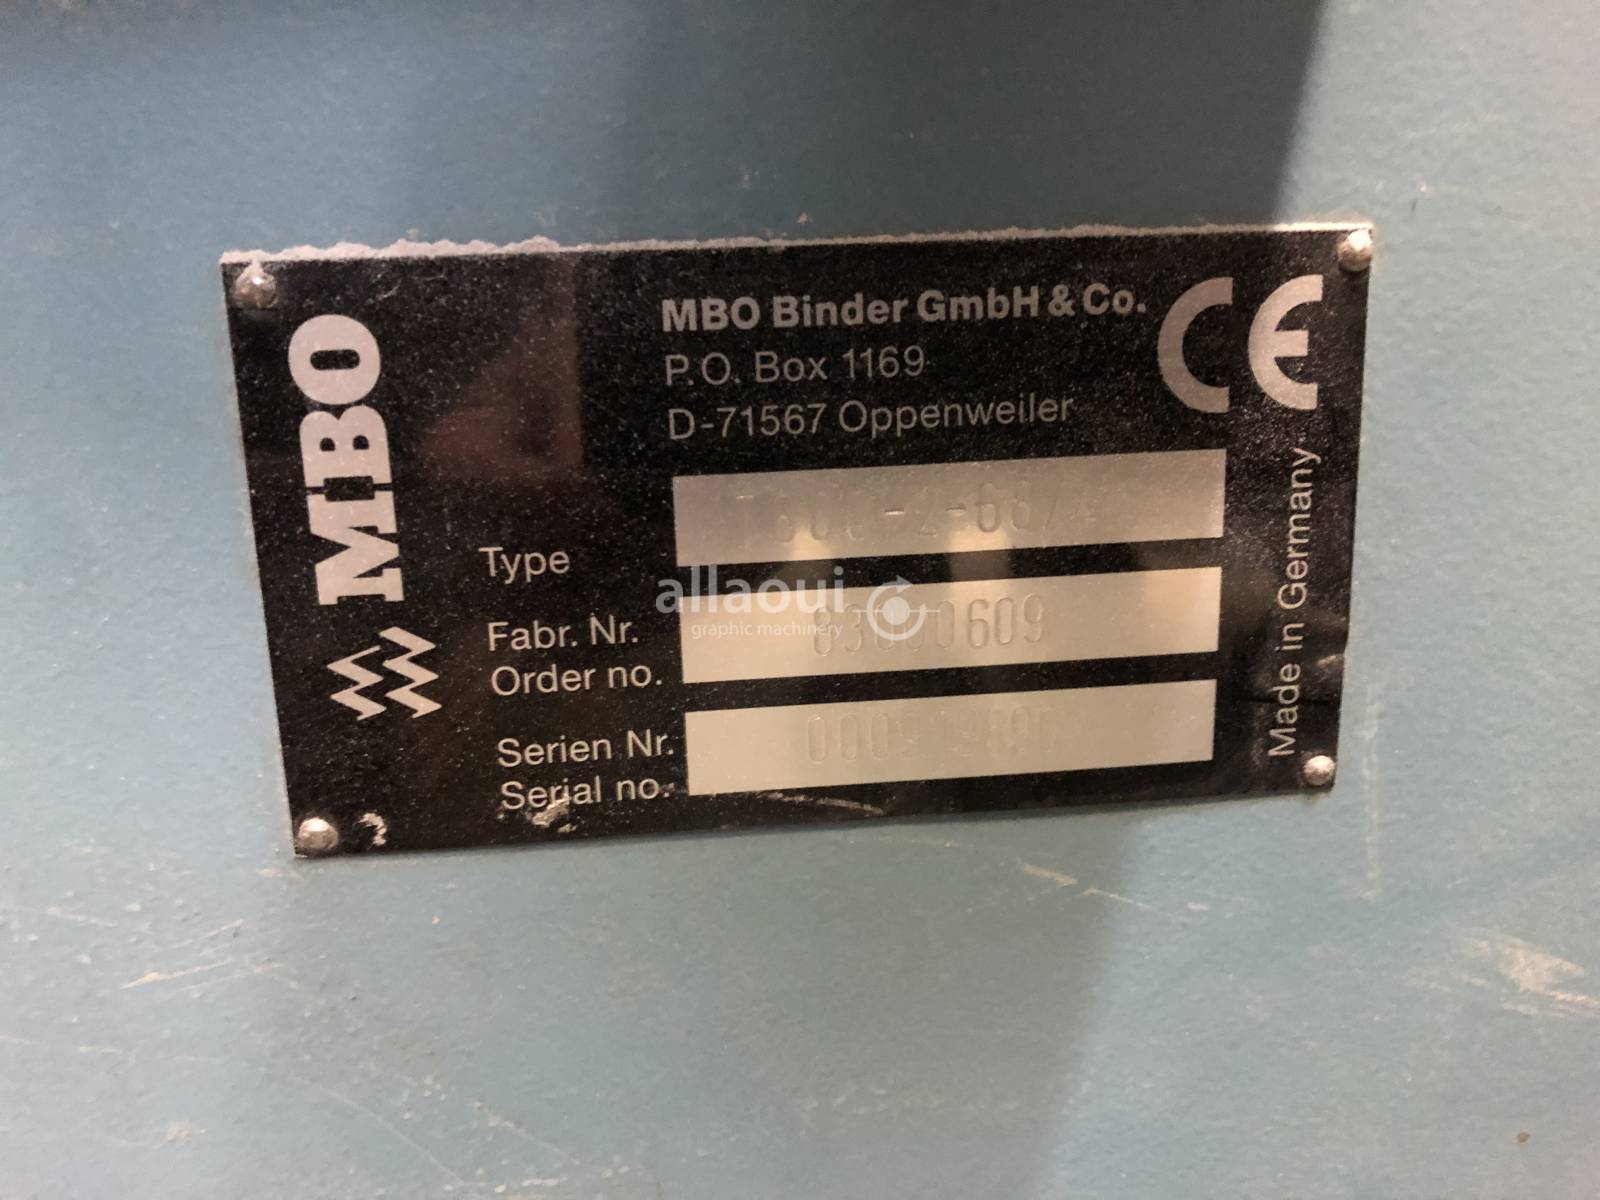 MBO
MBO Binder GmbH & Co.
P.O. Box 1169
D-71567 Oppenweiler
CE
Type
Fabr. Nr.
Order no.
Serien Nr.
Serial no.
Made in Germany
allaoui
graphic machinery